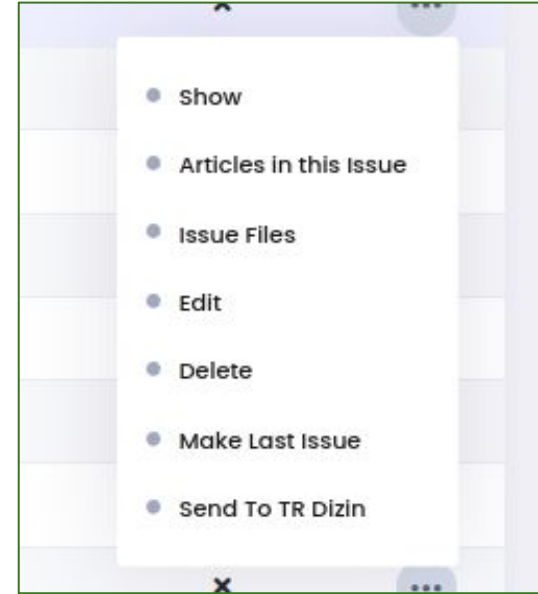 Show
Articles in this Issue
Issue Files
Edit
Delete
Make Last Issue
Send To TR Dizin